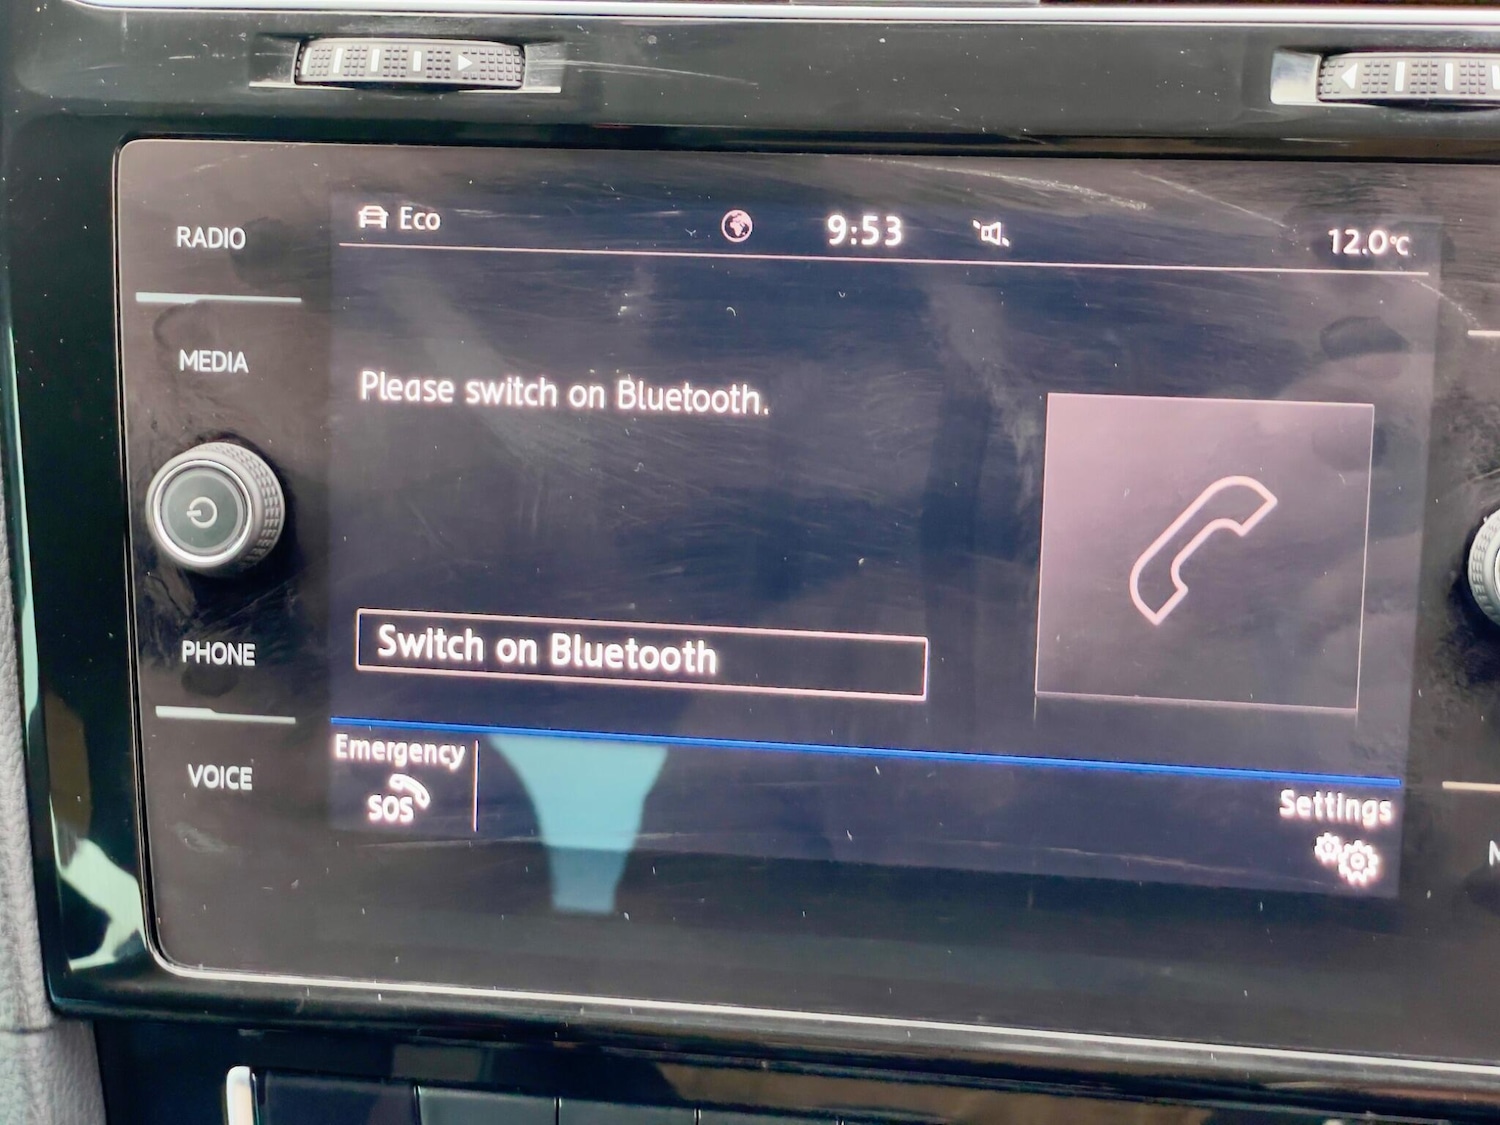 RADIO
Eco
9:53
12.0°C
MEDIA
Please switch on Bluetooth.
PHONE
Switch on Bluetooth
VOICE
Emergency
SOS
Settings